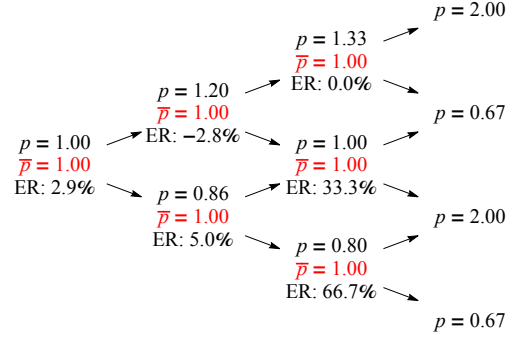 p = 1.00
p̅ = 1.00
ER: 2.9%
p = 1.20
p̅ = 1.00
ER: −2.8%
p = 0.86
p̅ = 1.00
ER: 5.0%
p = 1.33
p̅ = 1.00
ER: 0.0%
p = 1.00
p̅ = 1.00
ER: 33.3%
p = 0.80
p̅ = 1.00
ER: 66.7%
p = 2.00
p = 0.67
p = 2.00
p = 0.67